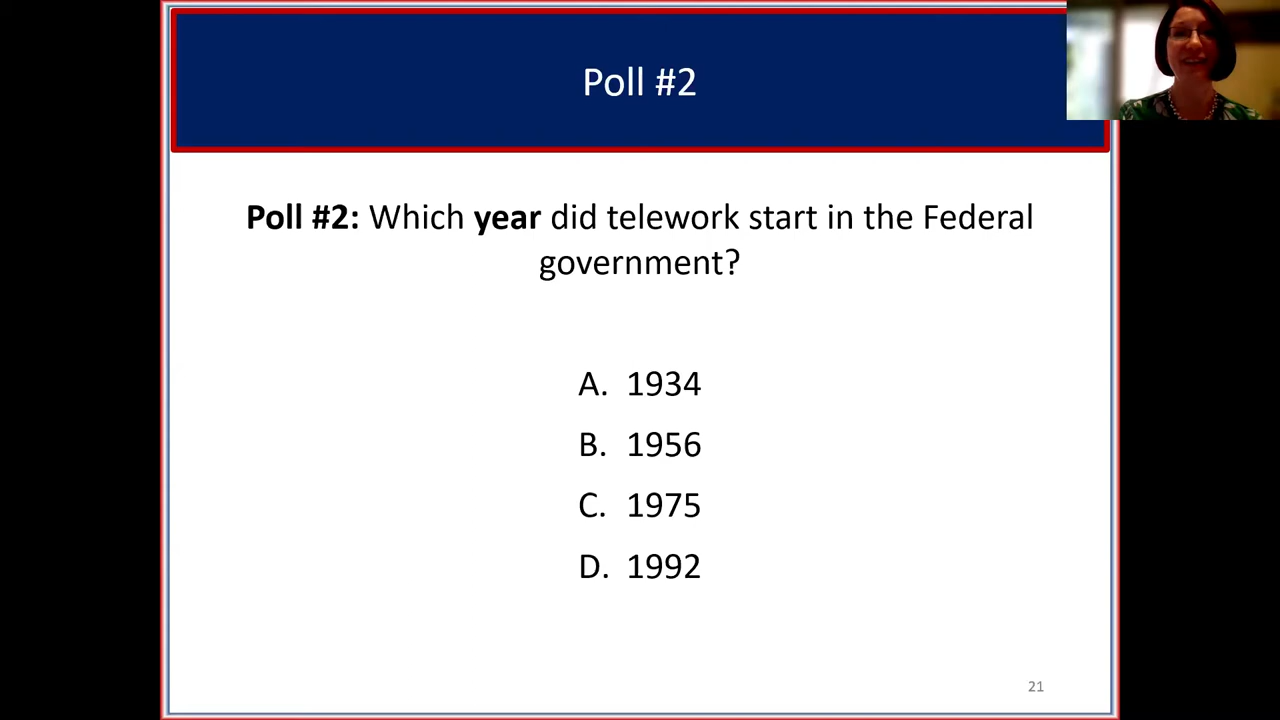 Poll #2
Poll #2: Which year did telework start in the Federal
government?
A. 1934
B. 1956
C. 1975
D. 1992
21